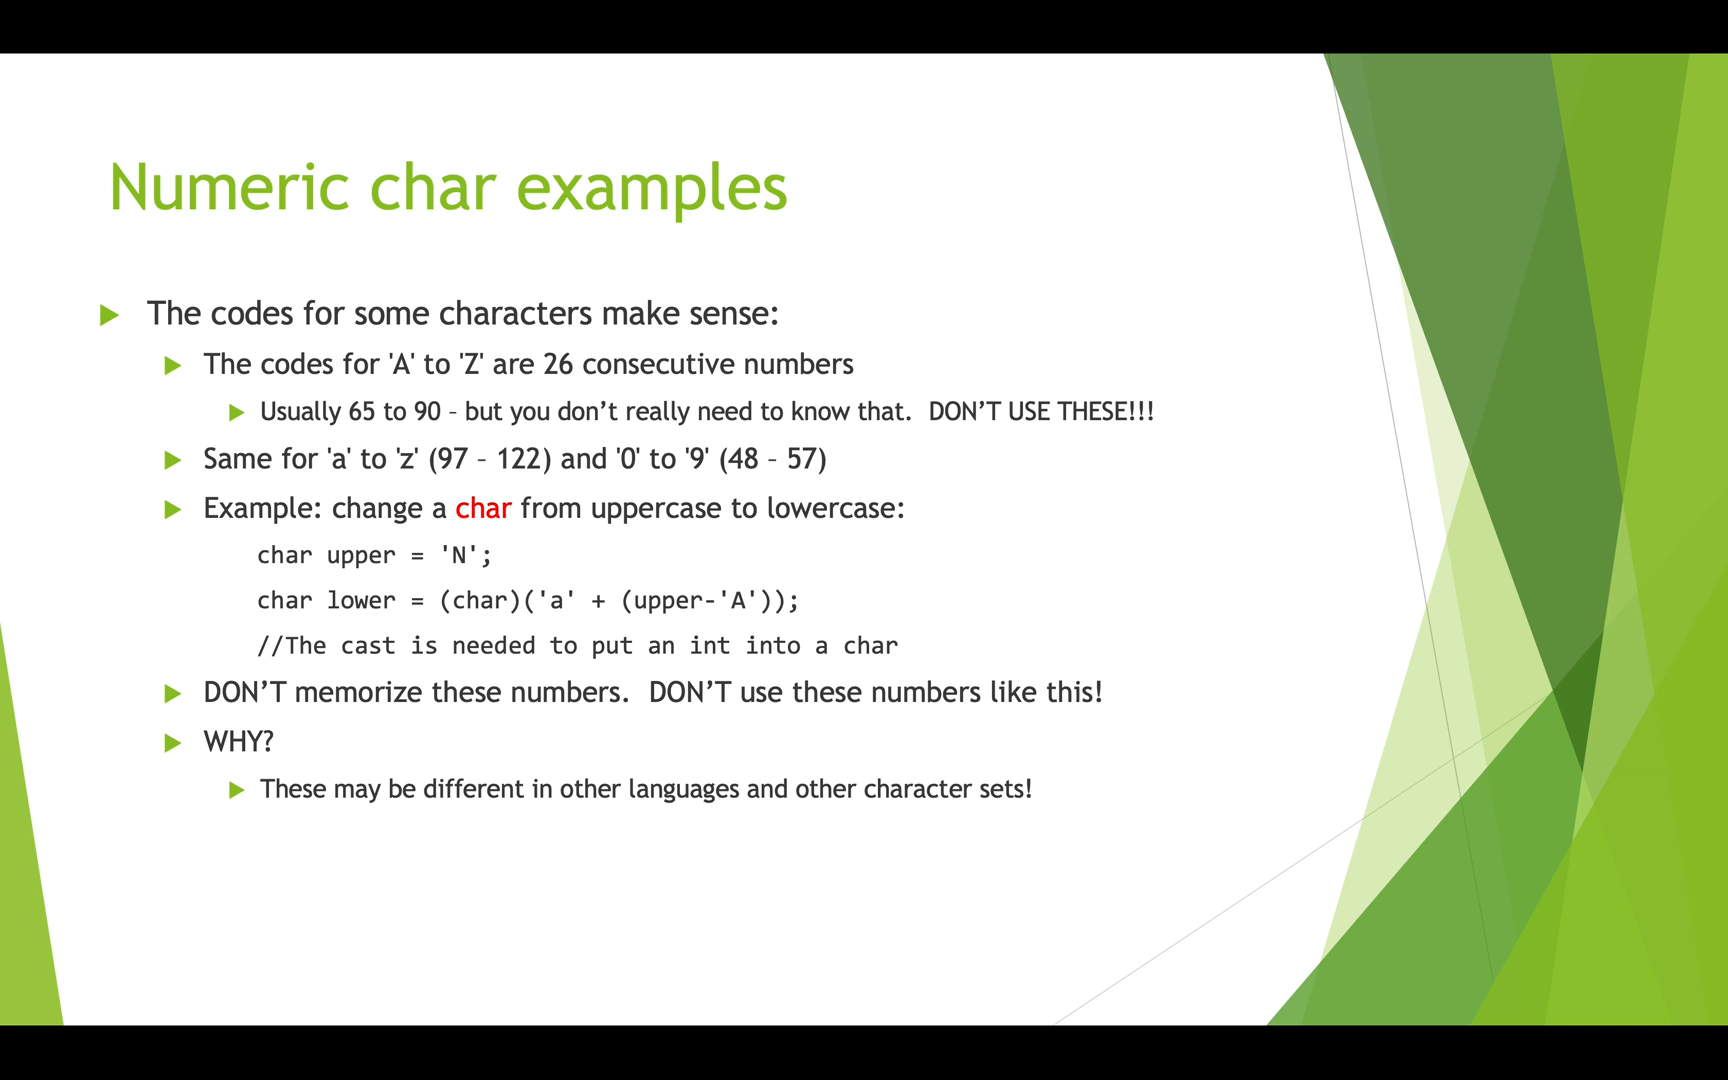 Numeric char examples
The codes for some characters make sense:
The codes for 'A' to 'Z' are 26 consecutive numbers
Usually 65 to 90 – but you don’t really need to know that.  DON’T USE THESE!!!
Same for 'a' to 'z' (97 – 122) and '0' to '9' (48 – 57)
Example: change a char from uppercase to lowercase:
char upper = 'N';
char lower = (char)('a' + (upper-'A'));
//The cast is needed to put an int into a char
DON’T memorize these numbers.  DON’T use these numbers like this!
WHY?
These may be different in other languages and other character sets!